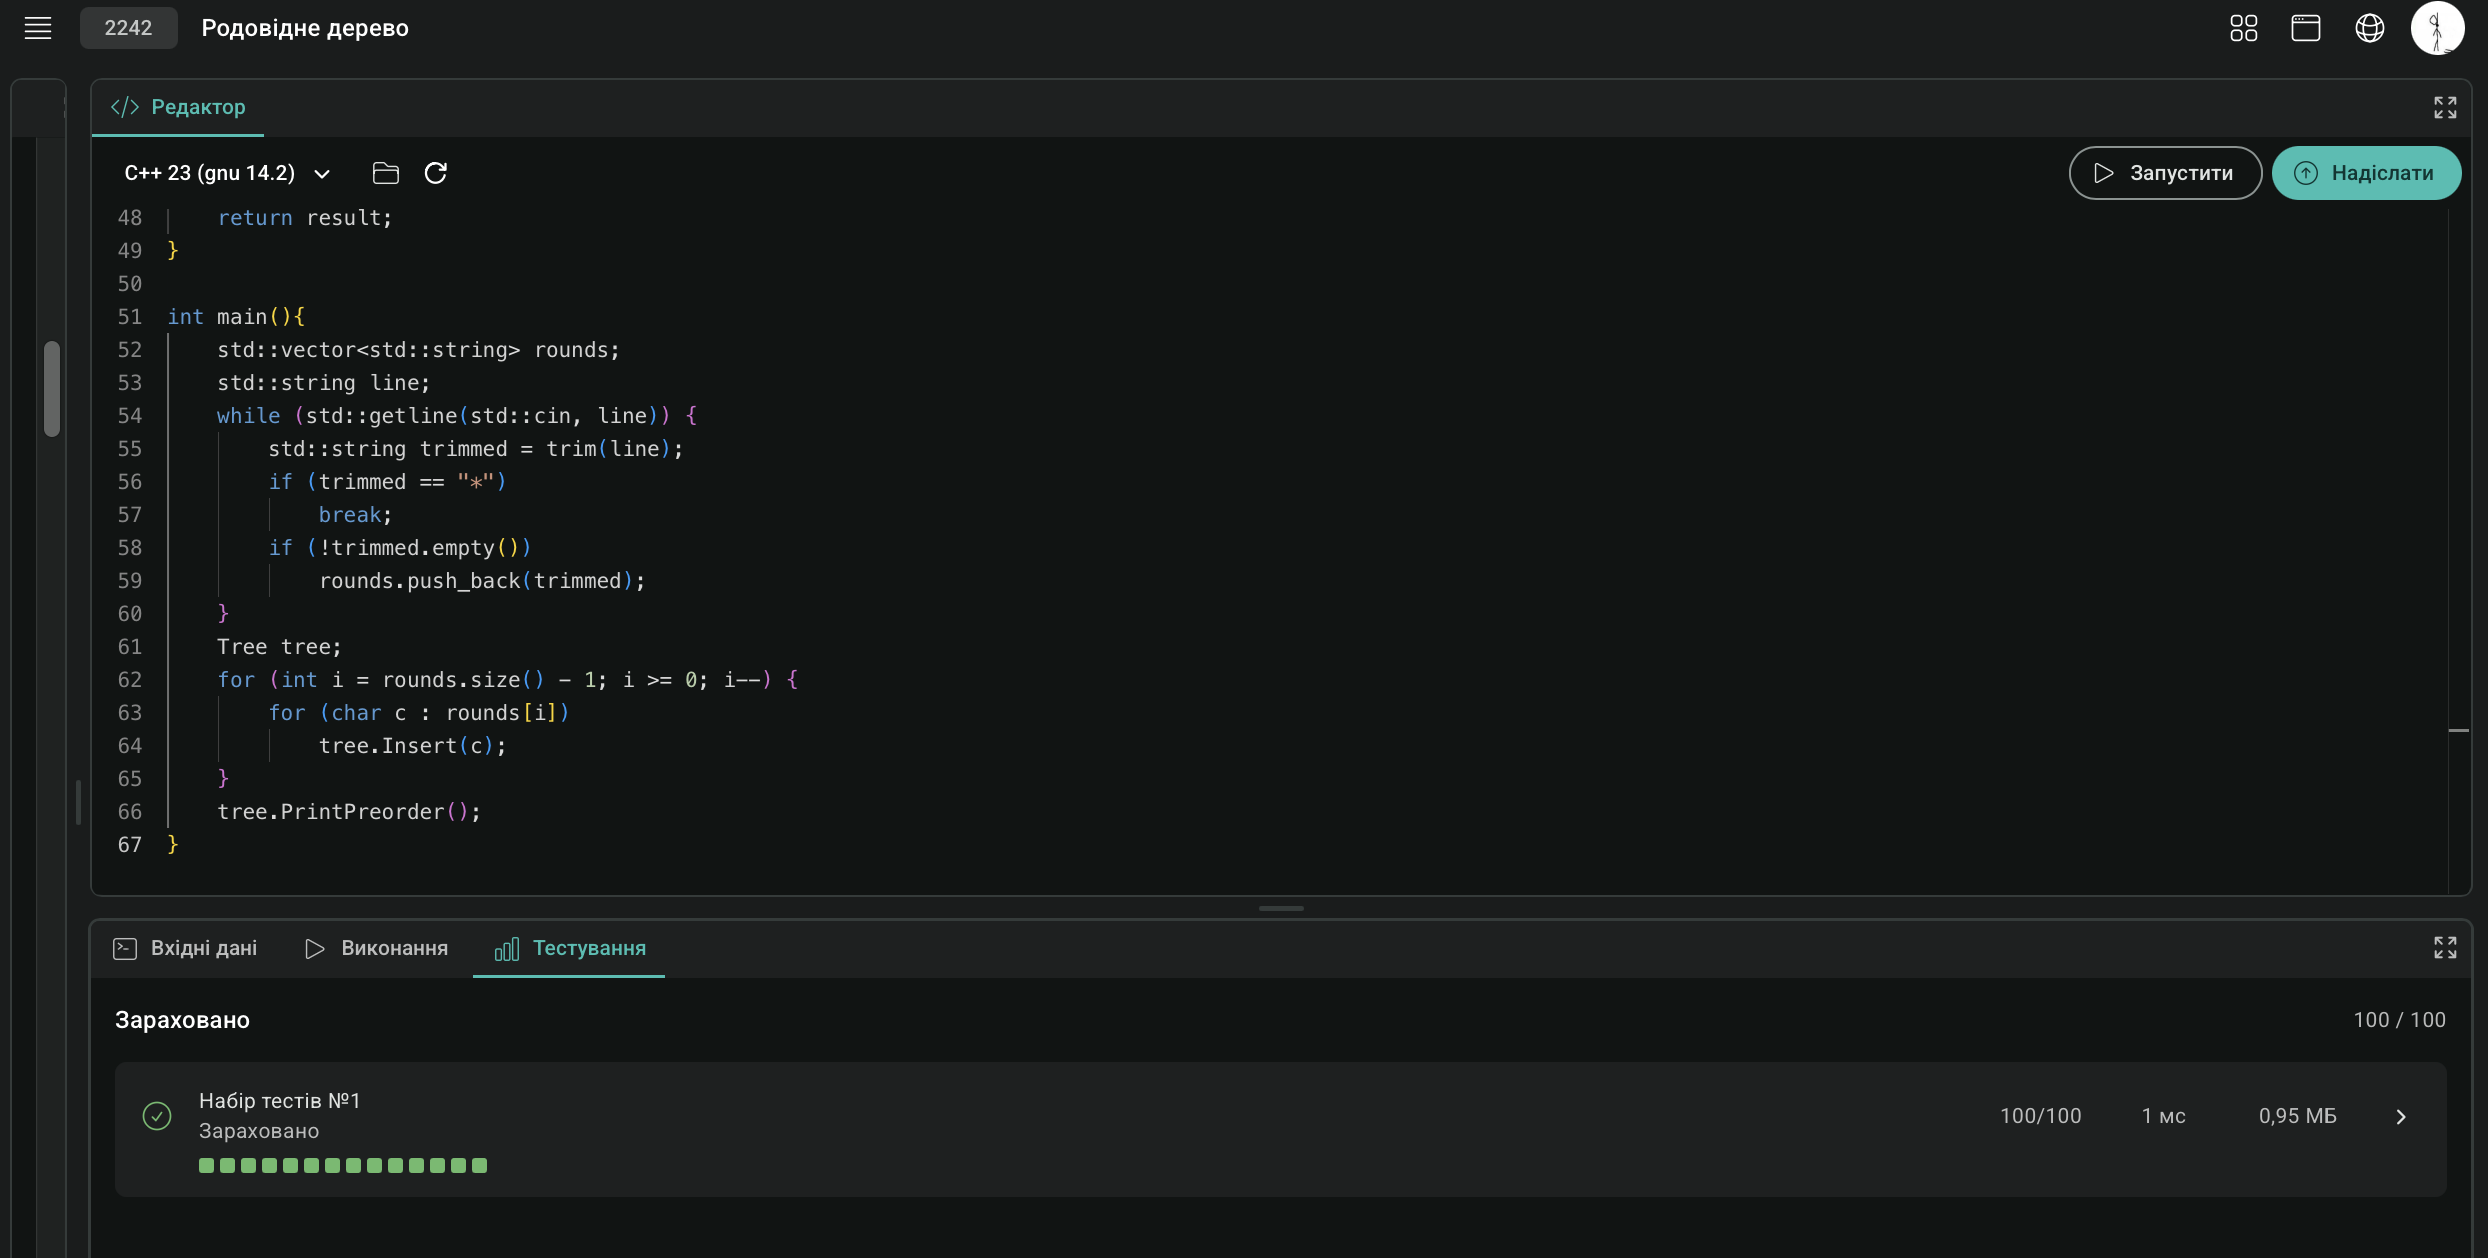 2242 Родовідне дерево
Редактор
C++ 23 (gnu 14.2)
Запустити
Надіслати
48     return result;
49 }
50
51 int main(){
52     std::vector<std::string> rounds;
53     std::string line;
54     while (std::getline(std::cin, line)) {
55         std::string trimmed = trim(line);
56         if (trimmed == "*")
57             break;
58         if (!trimmed.empty())
59             rounds.push_back(trimmed);
60     }
61     Tree tree;
62     for (int i = rounds.size() - 1; i >= 0; i--) {
63         for (char c : rounds[i])
64             tree.Insert(c);
65     }
66     tree.PrintPreorder();
67 }
Вхідні дані Виконання Тестування
Зараховано 100 / 100
Набір тестів №1
Зараховано
100/100 1 мс 0,95 МБ